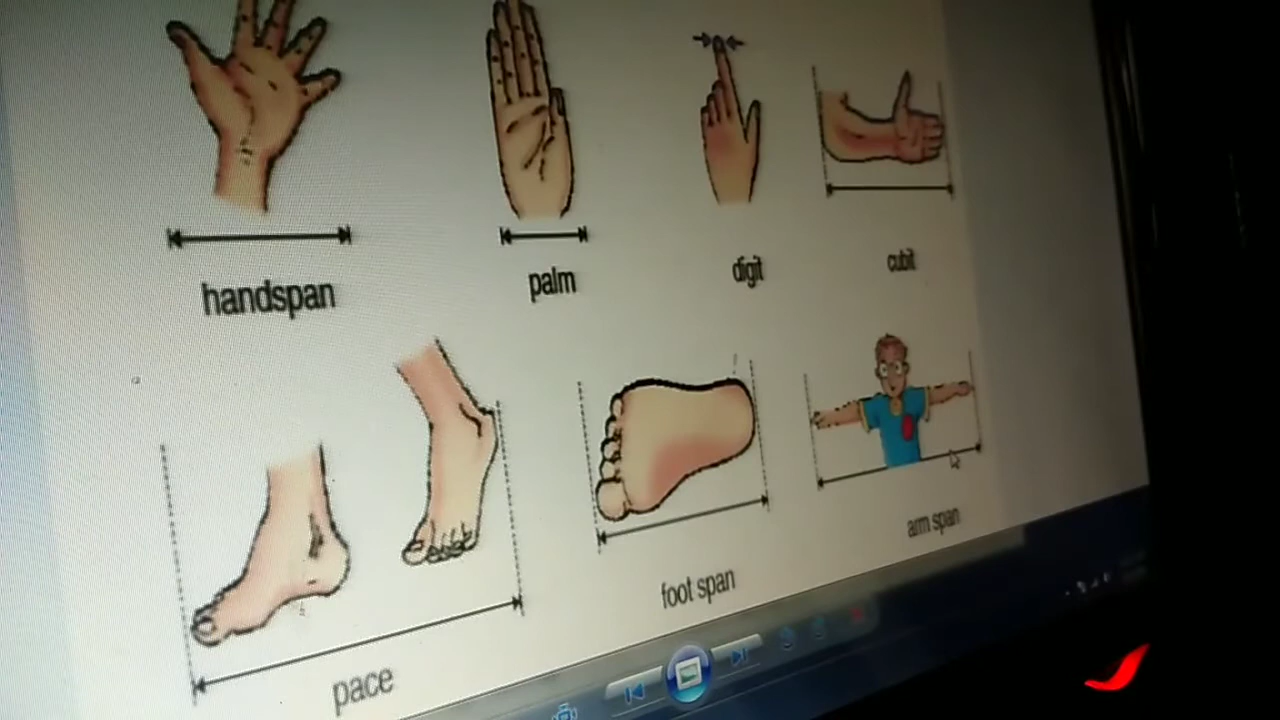 handspan
palm
digit
cubit
pace
foot span
arm span